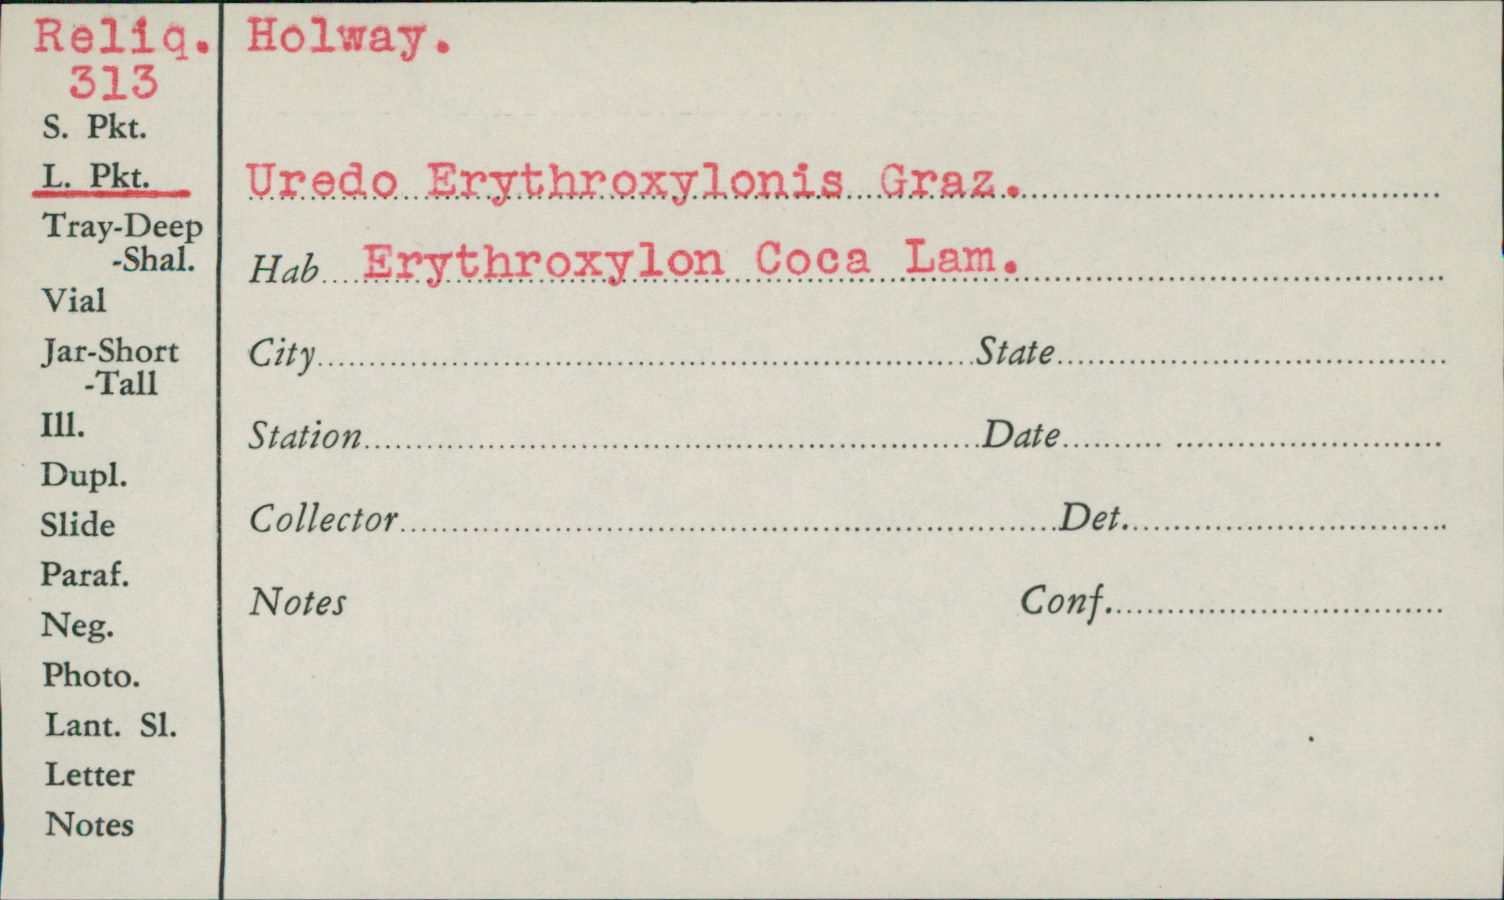 Reliq. Holway.
313
S. Pkt.
L. Pkt.
Uredo Erythroxylonis Graz.
Tray-Deep
-Shal.
Hab Erythroxylon Coca Lam.
Vial
Jar-Short
-Tall
City State
Ill.
Station Date
Dupl.
Slide
Collector Det.
Paraf.
Neg.
Notes Conf.
Photo.
Lant. Sl.
Letter
Notes